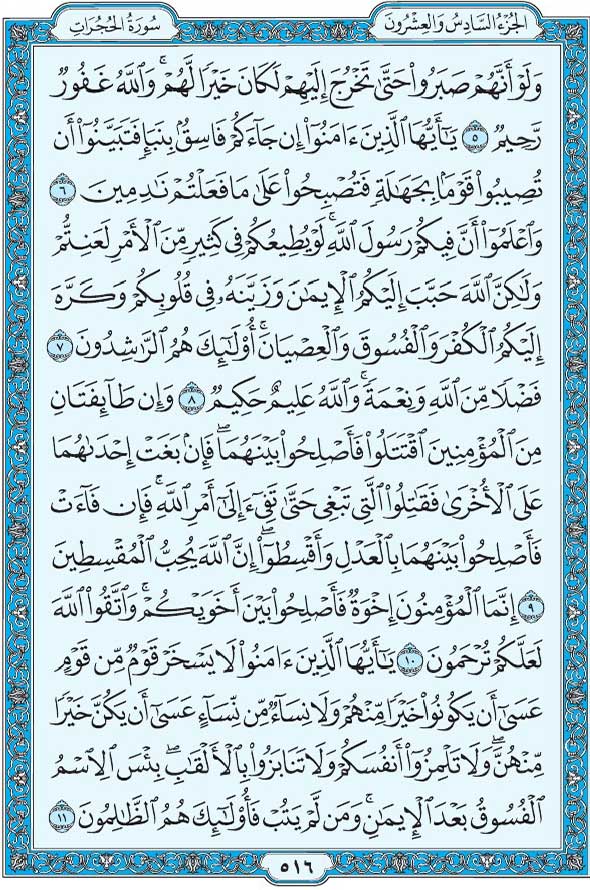 سُورَةُ الحُجُرَاتِ
الجُزْءُ السَّادِسُ وَالعِشْرُونَ
وَلَوْ أَنَّهُمْ صَبَرُوا۟ حَتَّىٰ تَخْرُجَ إِلَيْهِمْ لَكَانَ خَيْرًا لَّهُمْ ۚ وَٱللَّهُ غَفُورٌ
رَّحِيمٌ ٥ يَـٰٓأَيُّهَا ٱلَّذِينَ ءَامَنُوٓا۟ إِن جَآءَكُمْ فَاسِقٌۢ بِنَبَإٍ فَتَبَيَّنُوٓا۟ أَن
تُصِيبُوا۟ قَوْمًۢا بِجَهَـٰلَةٍ فَتُصْبِحُوا۟ عَلَىٰ مَا فَعَلْتُمْ نَـٰدِمِينَ ٦
وَٱعْلَمُوٓا۟ أَنَّ فِيكُمْ رَسُولَ ٱللَّهِ ۚ لَوْ يُطِيعُكُمْ فِى كَثِيرٍ مِّنَ ٱلْأَمْرِ لَعَنِتُّمْ
وَلَـٰكِنَّ ٱللَّهَ حَبَّبَ إِلَيْكُمُ ٱلْإِيمَـٰنَ وَزَيَّنَهُۥ فِى قُلُوبِكُمْ وَكَرَّهَ
إِلَيْكُمُ ٱلْكُفْرَ وَٱلْفُسُوقَ وَٱلْعِصْيَانَ ۚ أُو۟لَـٰٓئِكَ هُمُ ٱلرَّٰشِدُونَ ٧
فَضْلًا مِّنَ ٱللَّهِ وَنِعْمَةً ۚ وَٱللَّهُ عَلِيمٌ حَكِيمٌ ٨ وَإِن طَآئِفَتَانِ
مِنَ ٱلْمُؤْمِنِينَ ٱقْتَتَلُوا۟ فَأَصْلِحُوا۟ بَيْنَهُمَا ۖ فَإِنۢ بَغَتْ إِحْدَىٰهُمَا
عَلَى ٱلْأُخْرَىٰ فَقَـٰتِلُوا۟ ٱلَّتِى تَبْغِى حَتَّىٰ تَفِىٓءَ إِلَىٰٓ أَمْرِ ٱللَّهِ ۚ فَإِن فَآءَتْ
فَأَصْلِحُوا۟ بَيْنَهُمَا بِٱلْعَدْلِ وَأَقْسِطُوٓا۟ ۖ إِنَّ ٱللَّهَ يُحِبُّ ٱلْمُقْسِطِينَ
٩ إِنَّمَا ٱلْمُؤْمِنُونَ إِخْوَةٌ فَأَصْلِحُوا۟ بَيْنَ أَخَوَيْكُمْ ۚ وَٱتَّقُوا۟ ٱللَّهَ
لَعَلَّكُمْ تُرْحَمُونَ ١٠ يَـٰٓأَيُّهَا ٱلَّذِينَ ءَامَنُوا۟ لَا يَسْخَرْ قَوْمٌ مِّن قَوْمٍ
عَسَىٰٓ أَن يَكُونُوا۟ خَيْرًا مِّنْهُمْ وَلَا نِسَآءٌ مِّن نِّسَآءٍ عَسَىٰٓ أَن يَكُنَّ خَيْرًا
مِّنْهُنَّ ۖ وَلَا تَلْمِزُوٓا۟ أَنفُسَكُمْ وَلَا تَنَابَزُوا۟ بِٱلْأَلْقَـٰبِ ۖ بِئْسَ ٱلِٱسْمُ
ٱلْفُسُوقُ بَعْدَ ٱلْإِيمَـٰنِ ۚ وَمَن لَّمْ يَتُبْ فَأُو۟لَـٰٓئِكَ هُمُ ٱلظَّـٰلِمُونَ ١١
٥١٦